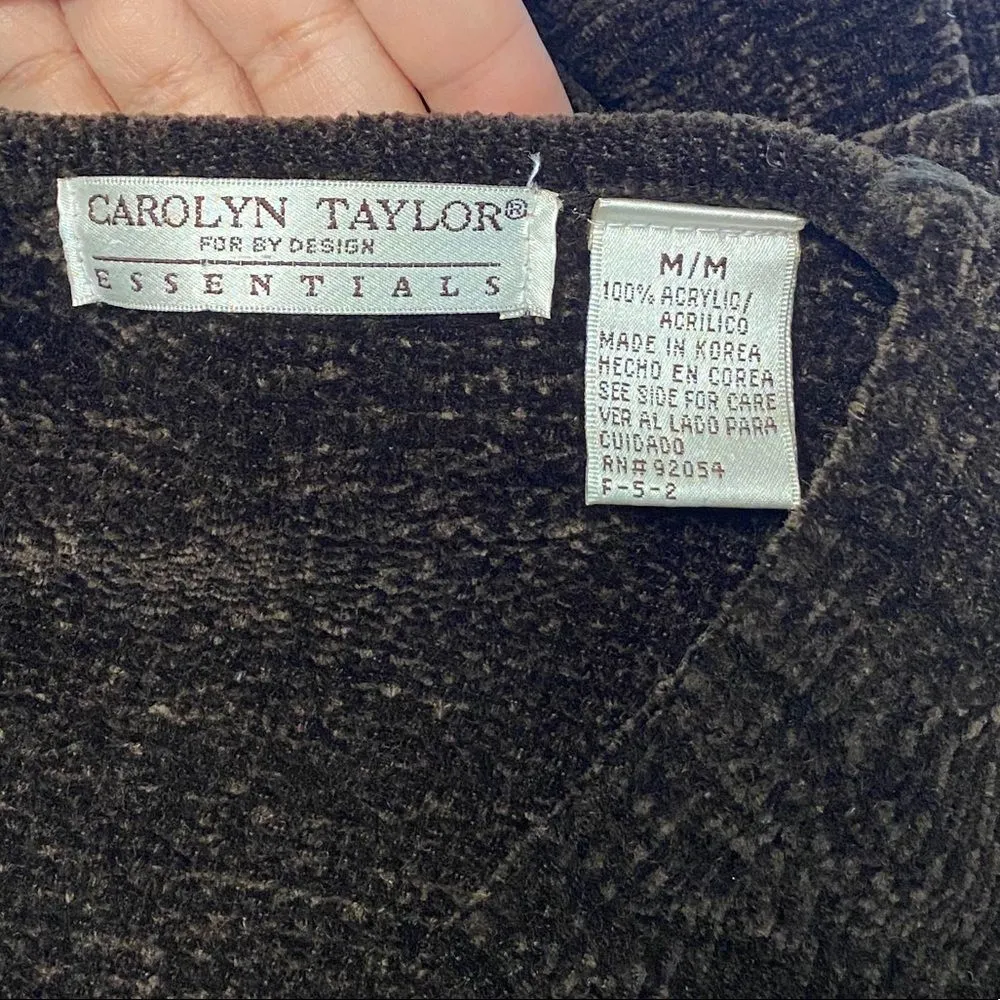 CAROLYN TAYLOR®
FOR BY DESIGN
ESSENTIALS
M/M
100% ACRYLIC/
ACRILICO
MADE IN KOREA
HECHO EN COREA
SEE SIDE FOR CARE
VER AL LADO PARA
CUIDADO
RN# 92054
F-5-2